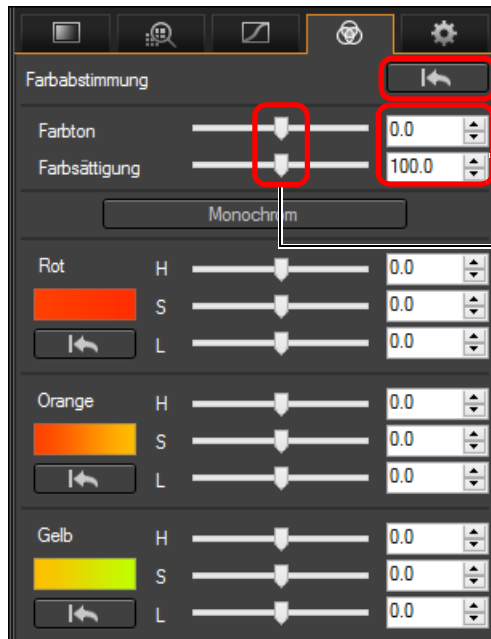 Farbabstimmung
Farbton 0.0
Farbsättigung 100.0
Monochrom
Rot H 0.0
S 0.0
L 0.0
Orange H 0.0
S 0.0
L 0.0
Gelb H 0.0
S 0.0
L 0.0